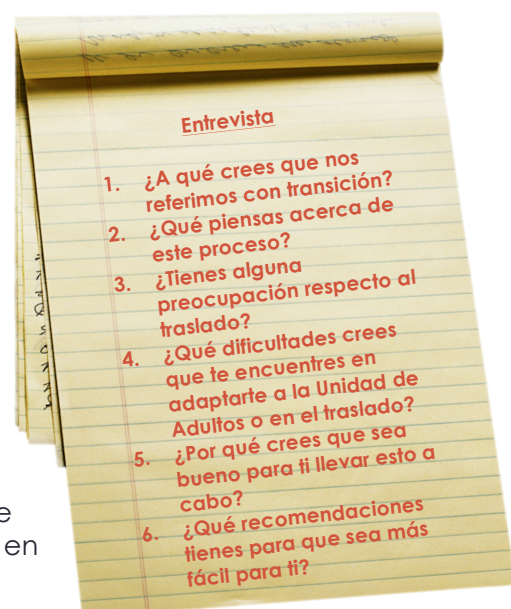 Entrevista
1. ¿A qué crees que nos
referimos con transición?
2. ¿Qué piensas acerca de
este proceso?
3. ¿Tienes alguna
preocupación respecto al
traslado?
4. ¿Qué dificultades crees
que te encuentres en
adaptarte a la Unidad de
Adultos o en el traslado?
5. ¿Por qué crees que sea
bueno para ti llevar esto a
cabo?
6. ¿Qué recomendaciones
tienes para que sea más
fácil para ti?
e
en